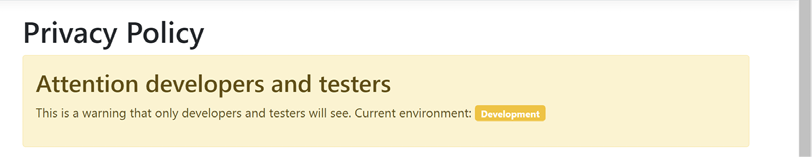 Privacy Policy
Attention developers and testers
This is a warning that only developers and testers will see. Current environment: Development